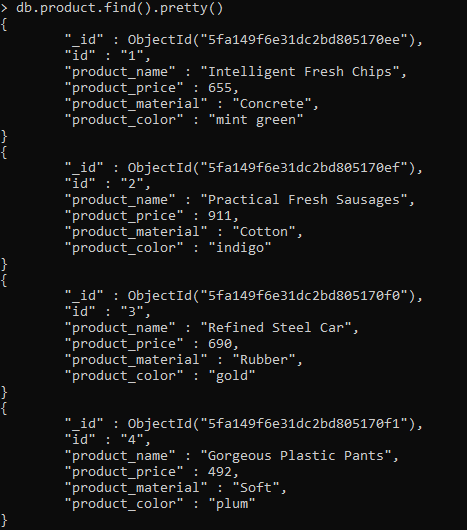 > db.product.find().pretty()
{
        "_id" : ObjectId("5fa149f6e31dc2bd805170ee"),
        "id" : "1",
        "product_name" : "Intelligent Fresh Chips",
        "product_price" : 655,
        "product_material" : "Concrete",
        "product_color" : "mint green"
}
{
        "_id" : ObjectId("5fa149f6e31dc2bd805170ef"),
        "id" : "2",
        "product_name" : "Practical Fresh Sausages",
        "product_price" : 911,
        "product_material" : "Cotton",
        "product_color" : "indigo"
}
{
        "_id" : ObjectId("5fa149f6e31dc2bd805170f0"),
        "id" : "3",
        "product_name" : "Refined Steel Car",
        "product_price" : 690,
        "product_material" : "Rubber",
        "product_color" : "gold"
}
{
        "_id" : ObjectId("5fa149f6e31dc2bd805170f1"),
        "id" : "4",
        "product_name" : "Gorgeous Plastic Pants",
        "product_price" : 492,
        "product_material" : "Soft",
        "product_color" : "plum"
}